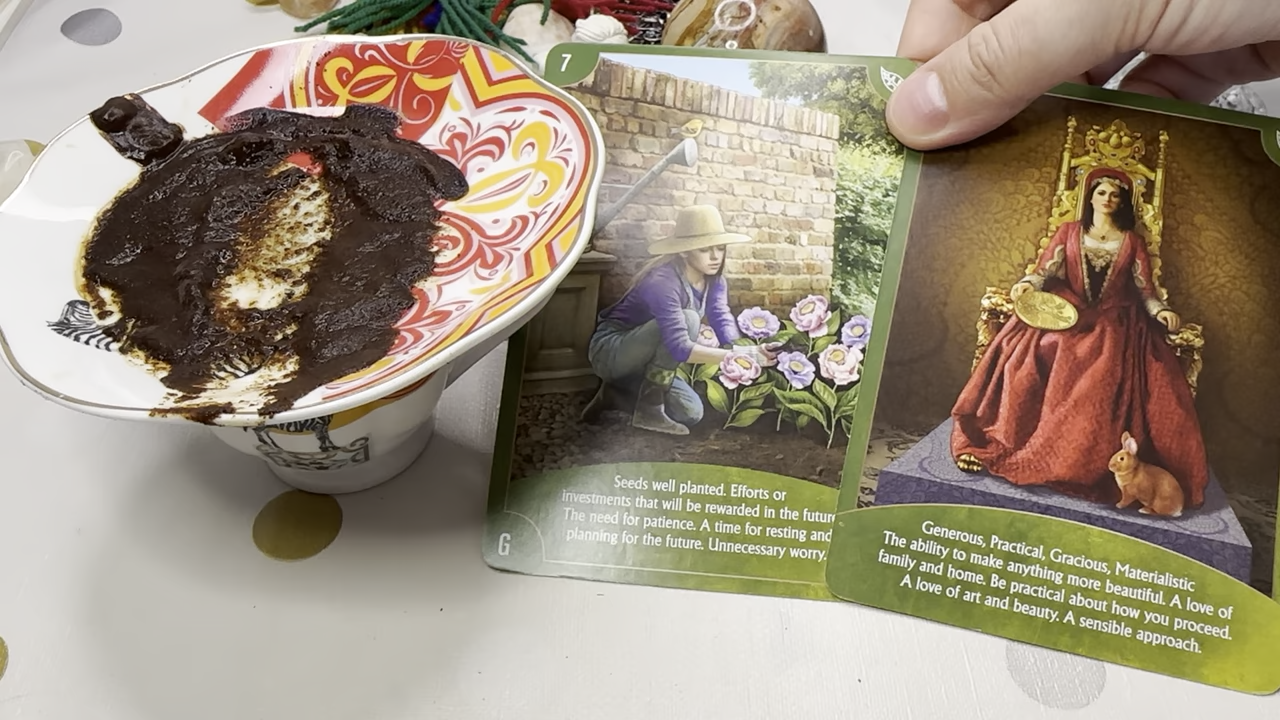 7
Seeds well planted. Efforts or
investments that will be rewarded in the future
The need for patience. A time for resting and
planning for the future. Unnecessary worry.
G
Generous, Practical, Gracious, Materialistic
The ability to make anything more beautiful. A love of
family and home. Be practical about how you proceed.
A love of art and beauty. A sensible approach.